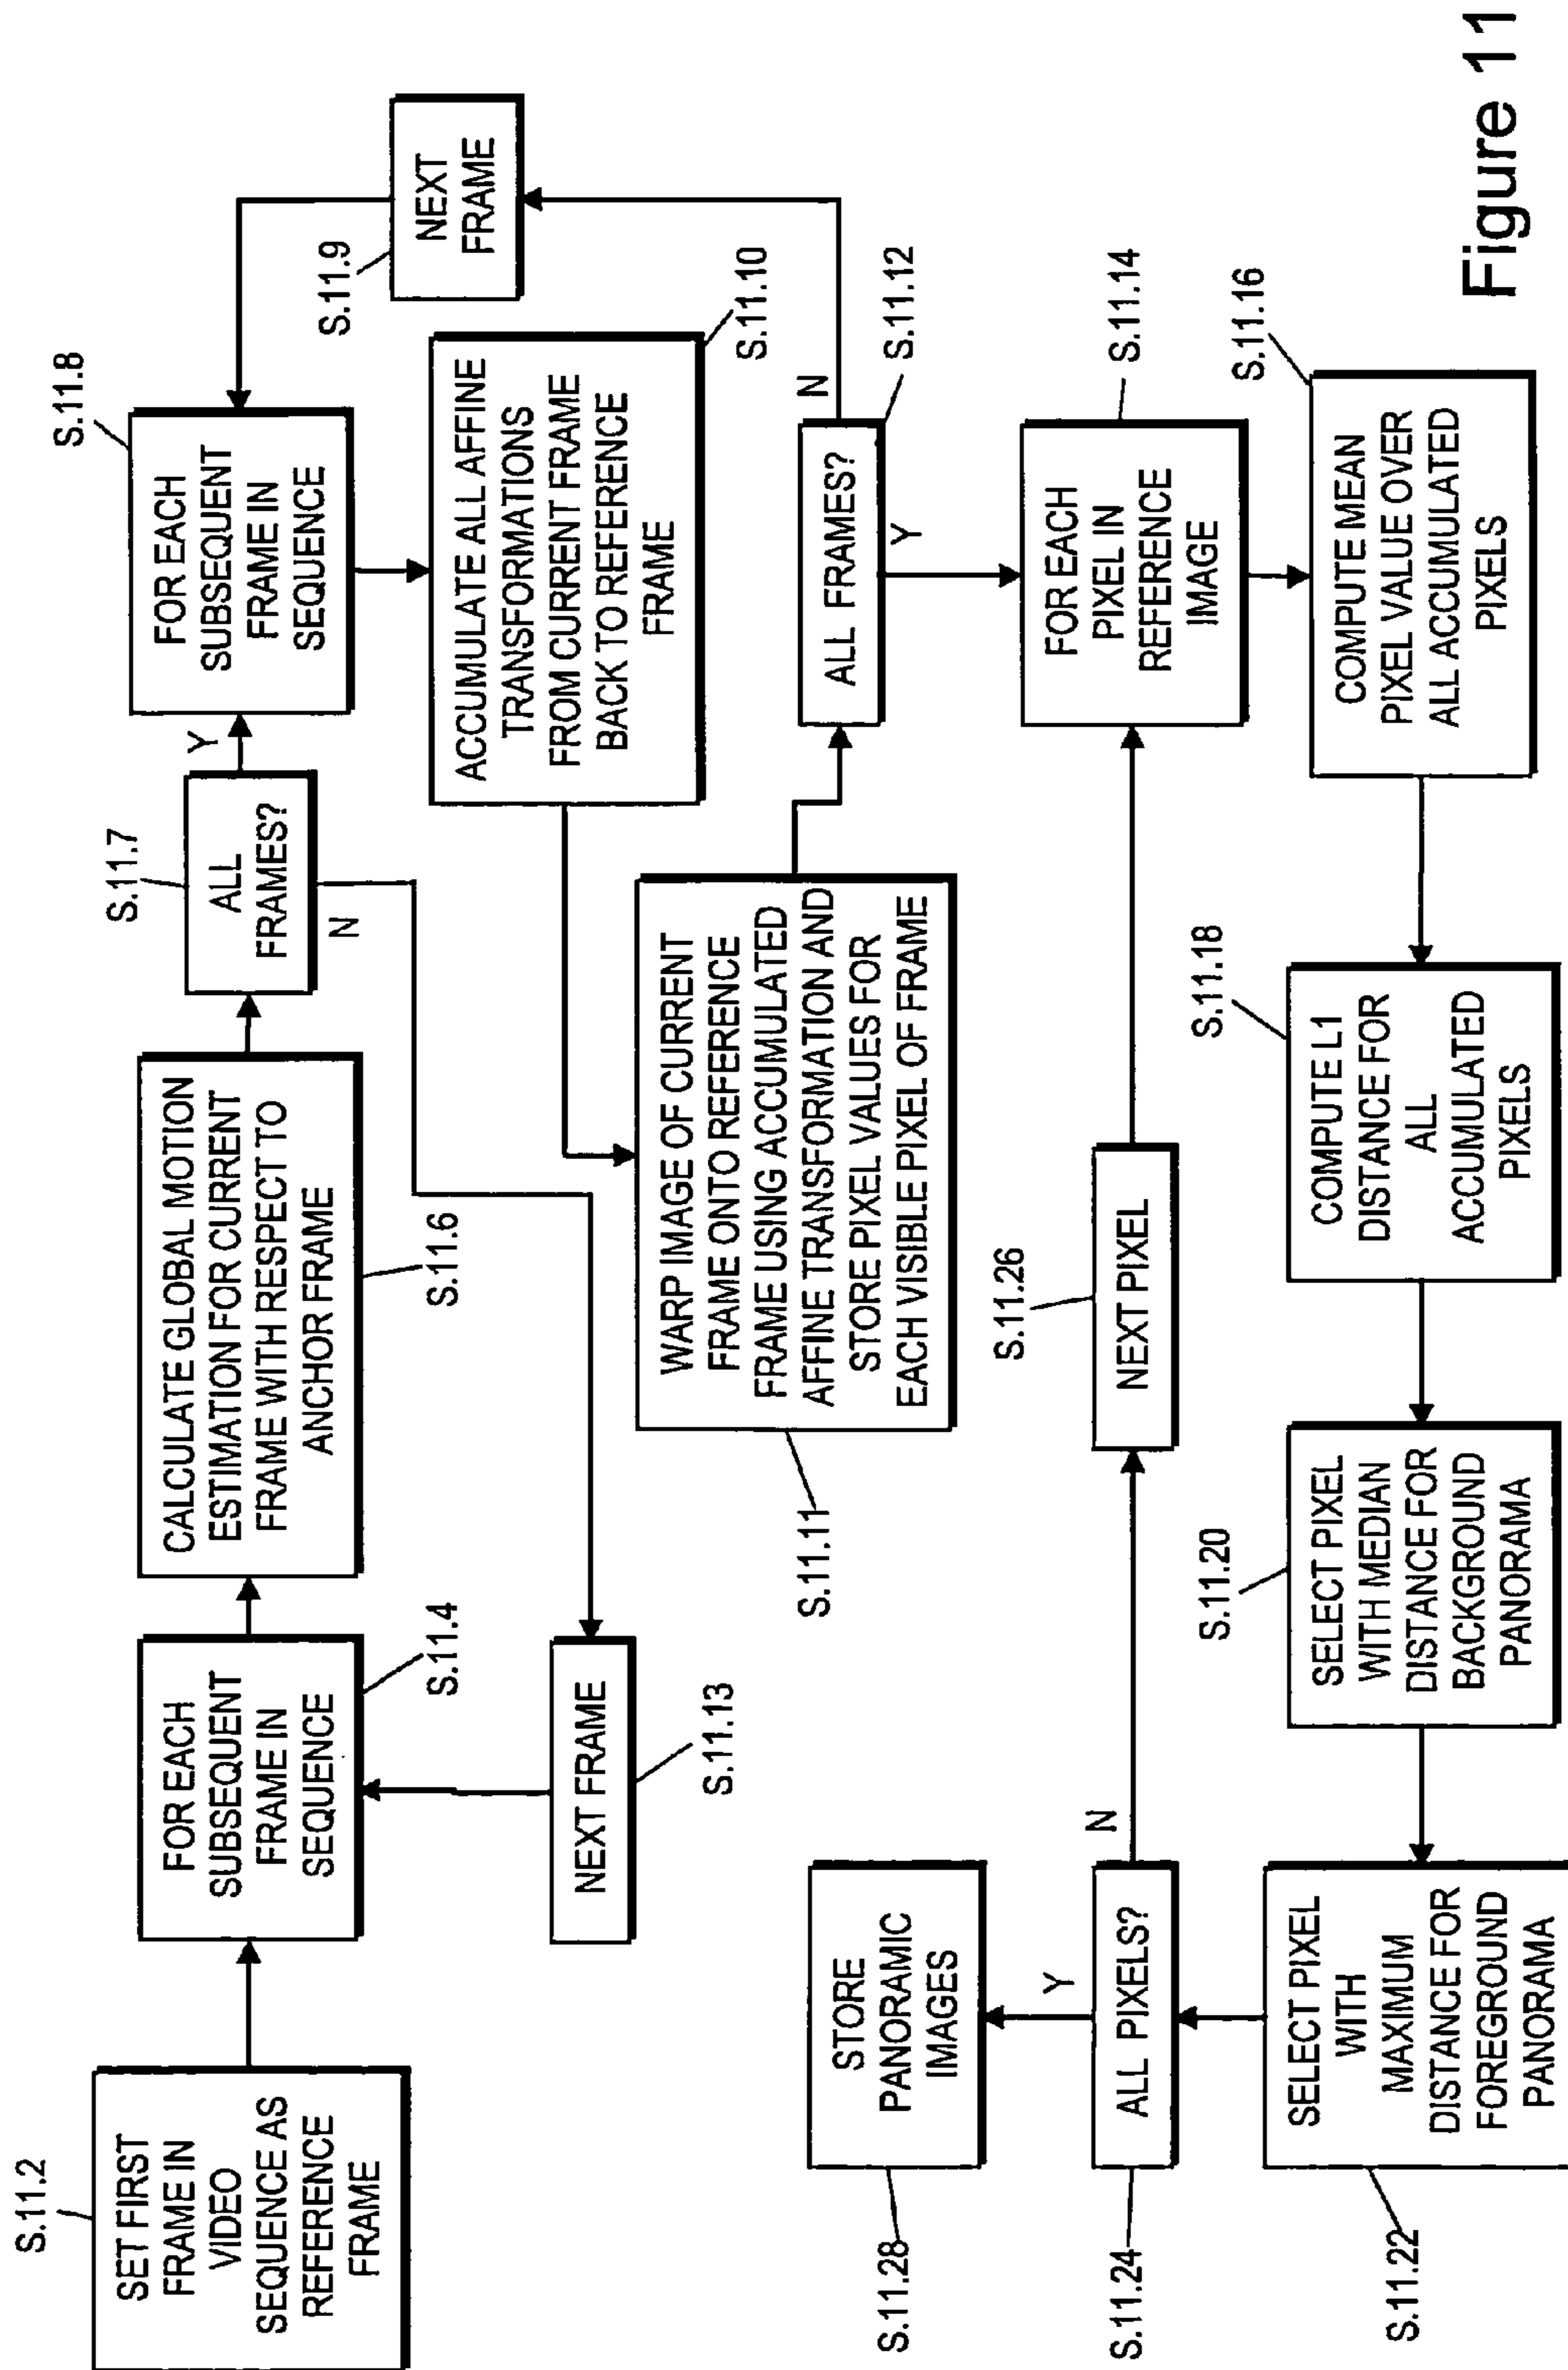 S.11.2
SET FIRST
FRAME IN
VIDEO
SEQUENCE AS
REFERENCE
FRAME
FOR EACH
SUBSEQUENT
FRAME IN
SEQUENCE
S.11.4
CALCULATE GLOBAL MOTION
ESTIMATION FOR CURRENT
FRAME WITH RESPECT TO
ANCHOR FRAME
S.11.6
S.11.7
ALL
FRAMES?
Y
N
NEXT FRAME
S.11.13
S.11.8
FOR EACH
SUBSEQUENT
FRAME IN
SEQUENCE
S.11.9
NEXT
FRAME
ACCUMULATE ALL AFFINE
TRANSFORMATIONS
FROM CURRENT FRAME
BACK TO REFERENCE
FRAME
S.11.10
WARP IMAGE OF CURRENT
FRAME ONTO REFERENCE
FRAME USING ACCUMULATED
AFFINE TRANSFORMATION AND
STORE PIXEL VALUES FOR
EACH VISIBLE PIXEL OF FRAME
S.11.11
ALL FRAMES?
N
S.11.12
Y
FOR EACH
PIXEL IN
REFERENCE
IMAGE
S.11.14
S.11.16
COMPUTE MEAN
PIXEL VALUE OVER
ALL ACCUMULATED
PIXELS
S.11.18
COMPUTE L1
DISTANCE FOR
ALL
ACCUMULATED
PIXELS
S.11.20
SELECT PIXEL
WITH MEDIAN
DISTANCE FOR
BACKGROUND
PANORAMA
SELECT PIXEL
WITH
MAXIMUM
DISTANCE FOR
FOREGROUND
PANORAMA
S.11.22
ALL PIXELS?
S.11.24
N
Y
S.11.26
NEXT PIXEL
STORE
PANORAMIC
IMAGES
S.11.28
Figure 11